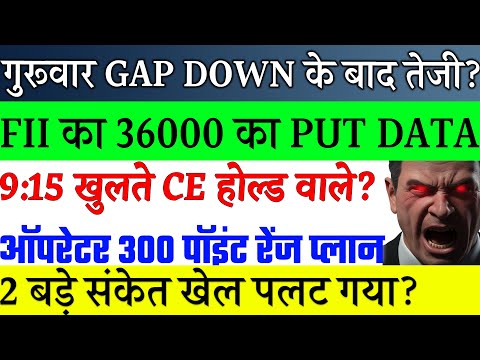 गुरूवार GAP DOWN के बाद तेजी?
FII का 36000 का PUT DATA
9:15 खुलते CE होल्ड वाले?
ऑपरेटर 300 पॉइंट रेंज प्लान
2 बड़े संकेत खेल पलट गया?